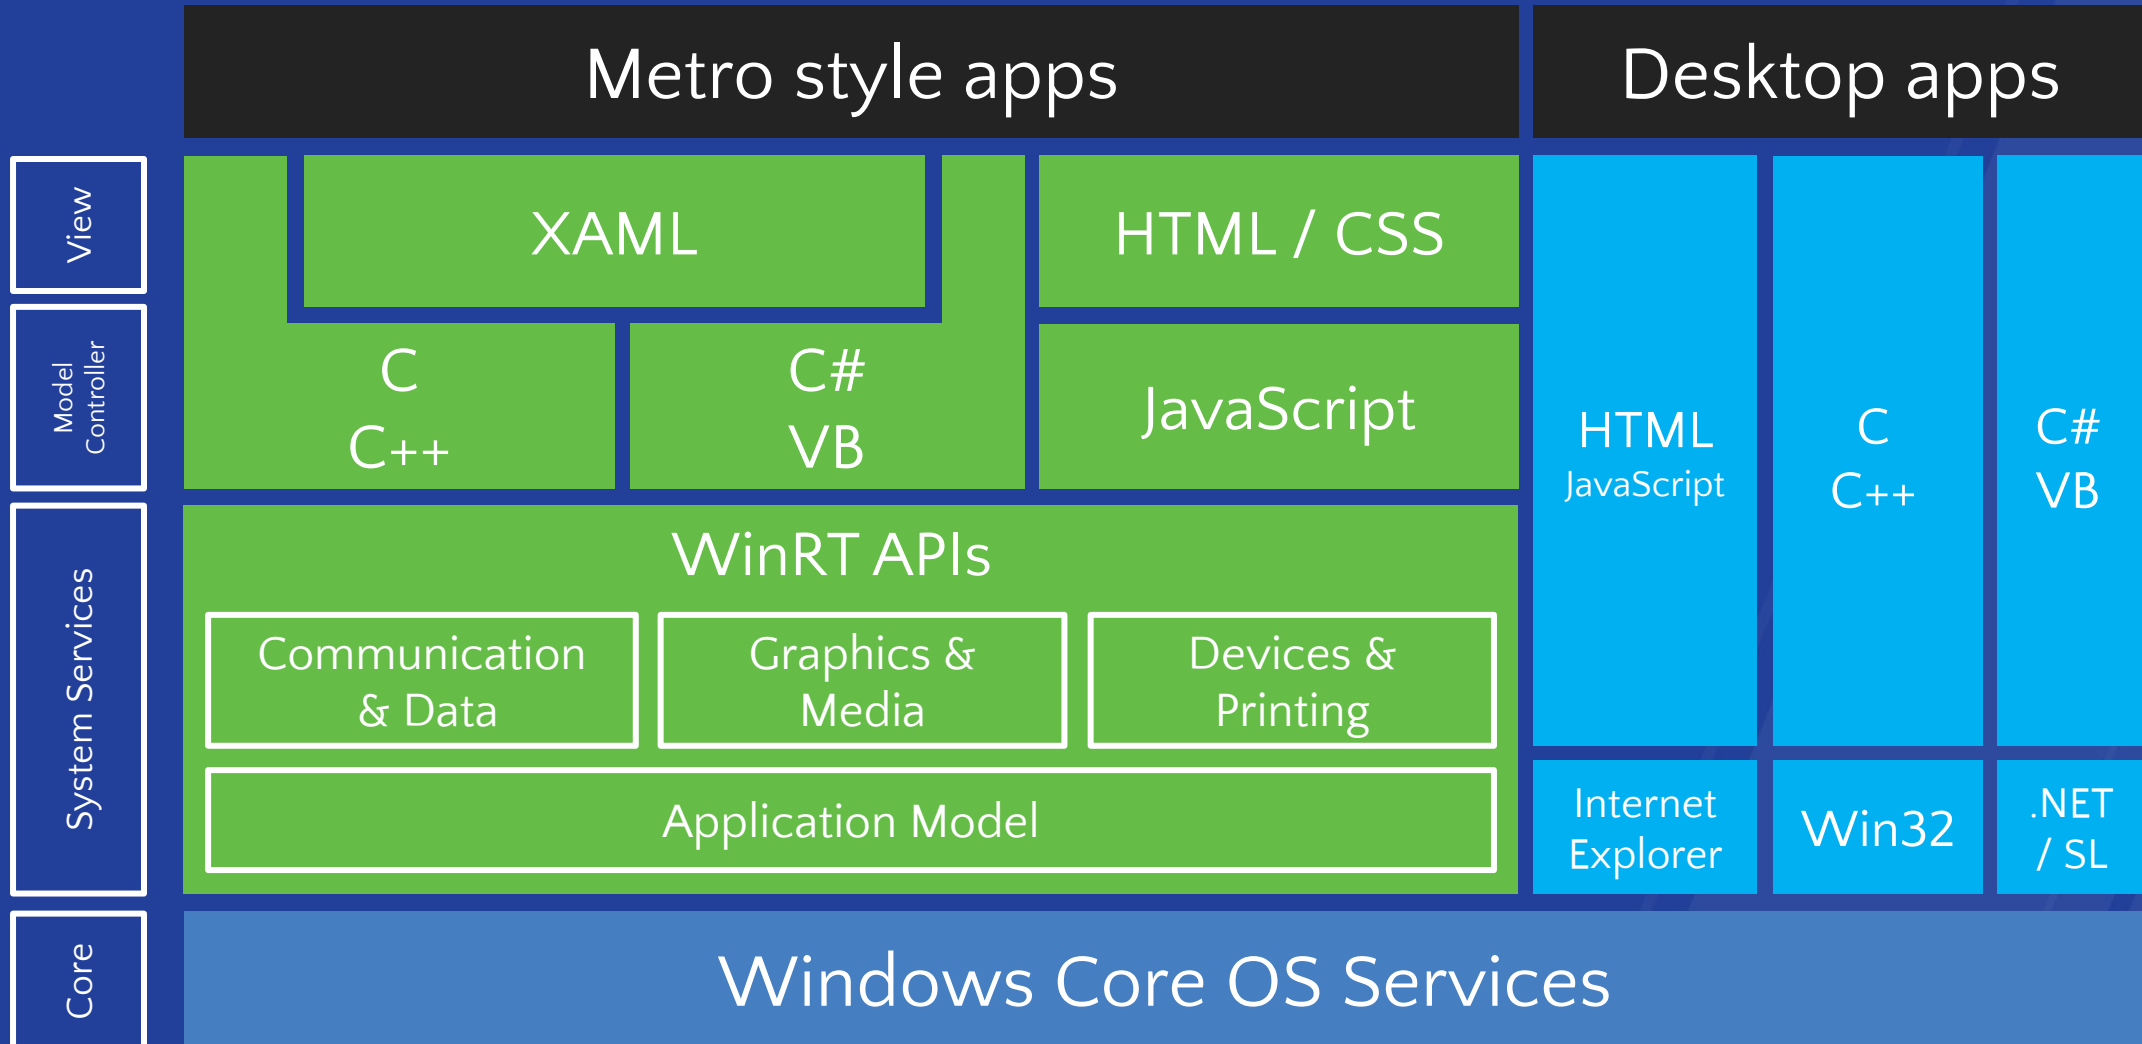 Metro style apps
Desktop apps
View
XAML
HTML / CSS
Model
Controller
C
C++
C#
VB
JavaScript
HTML
JavaScript
C
C++
C#
VB
System Services
WinRT APIs
Communication
& Data
Graphics &
Media
Devices &
Printing
Application Model
Internet
Explorer
Win32
.NET
/ SL
Core
Windows Core OS Services